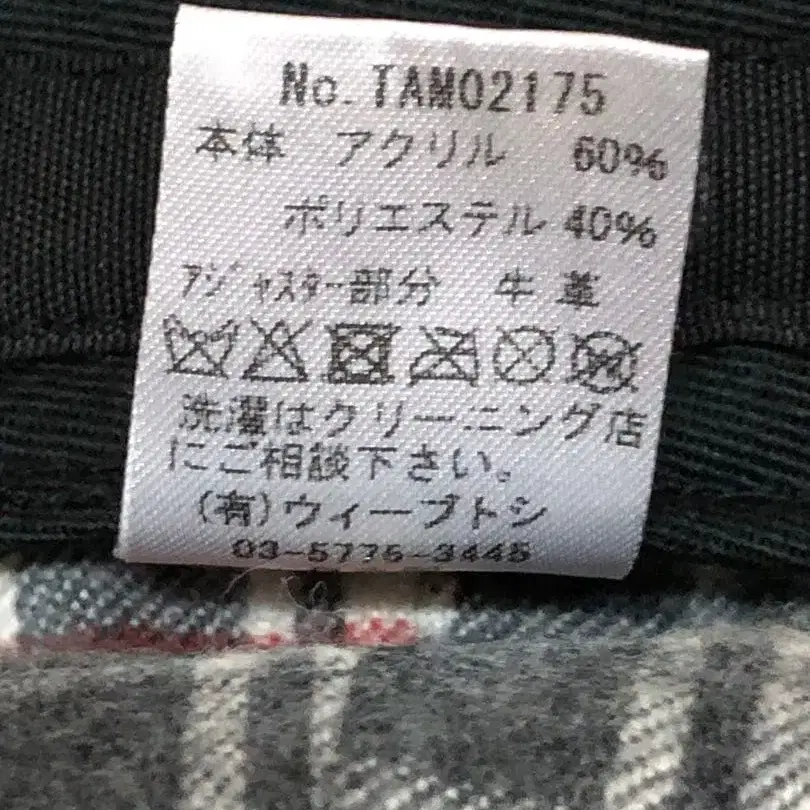 No.TAM02175
本体 アクリル 60%
ポリエステル 40%
アジャスター部分 牛革
洗濯はクリーニング店
にご相談下さい。
(有)ウィーブトシ
03-5775-3445